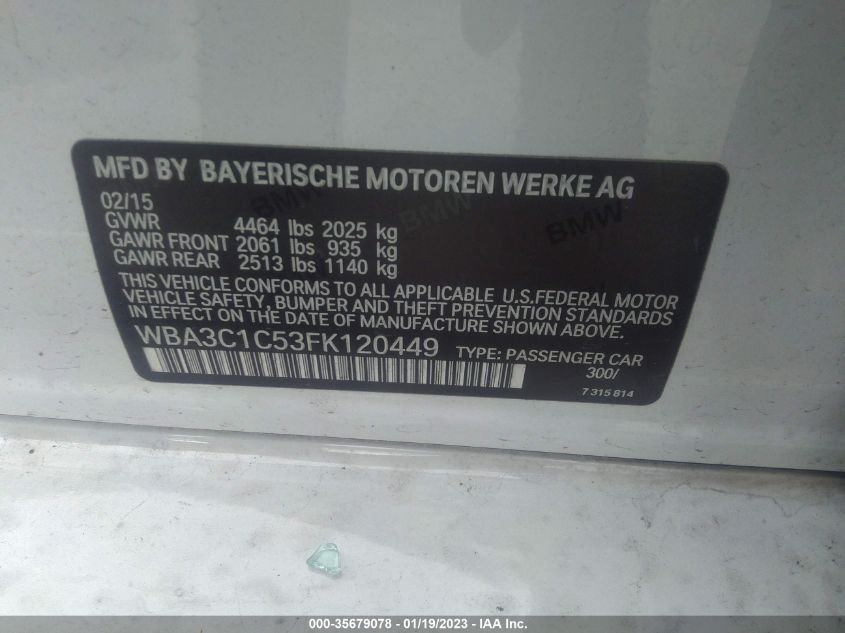 MFD BY BAYERISCHE MOTOREN WERKE AG
02/15
GVWR 4464 lbs 2025 kg
GAWR FRONT 2061 lbs 935 kg
GAWR REAR 2513 lbs 1140 kg
BMW BMW BMW
THIS VEHICLE CONFORMS TO ALL APPLICABLE U.S.FEDERAL MOTOR
VEHICLE SAFETY, BUMPER AND THEFT PREVENTION STANDARDS
IN EFFECT ON THE DATE OF MANUFACTURE SHOWN ABOVE.
WBA3C1C53FK120449 TYPE: PASSENGER CAR
300/
7 315 814
000-35679078 - 01/19/2023 - IAA Inc.